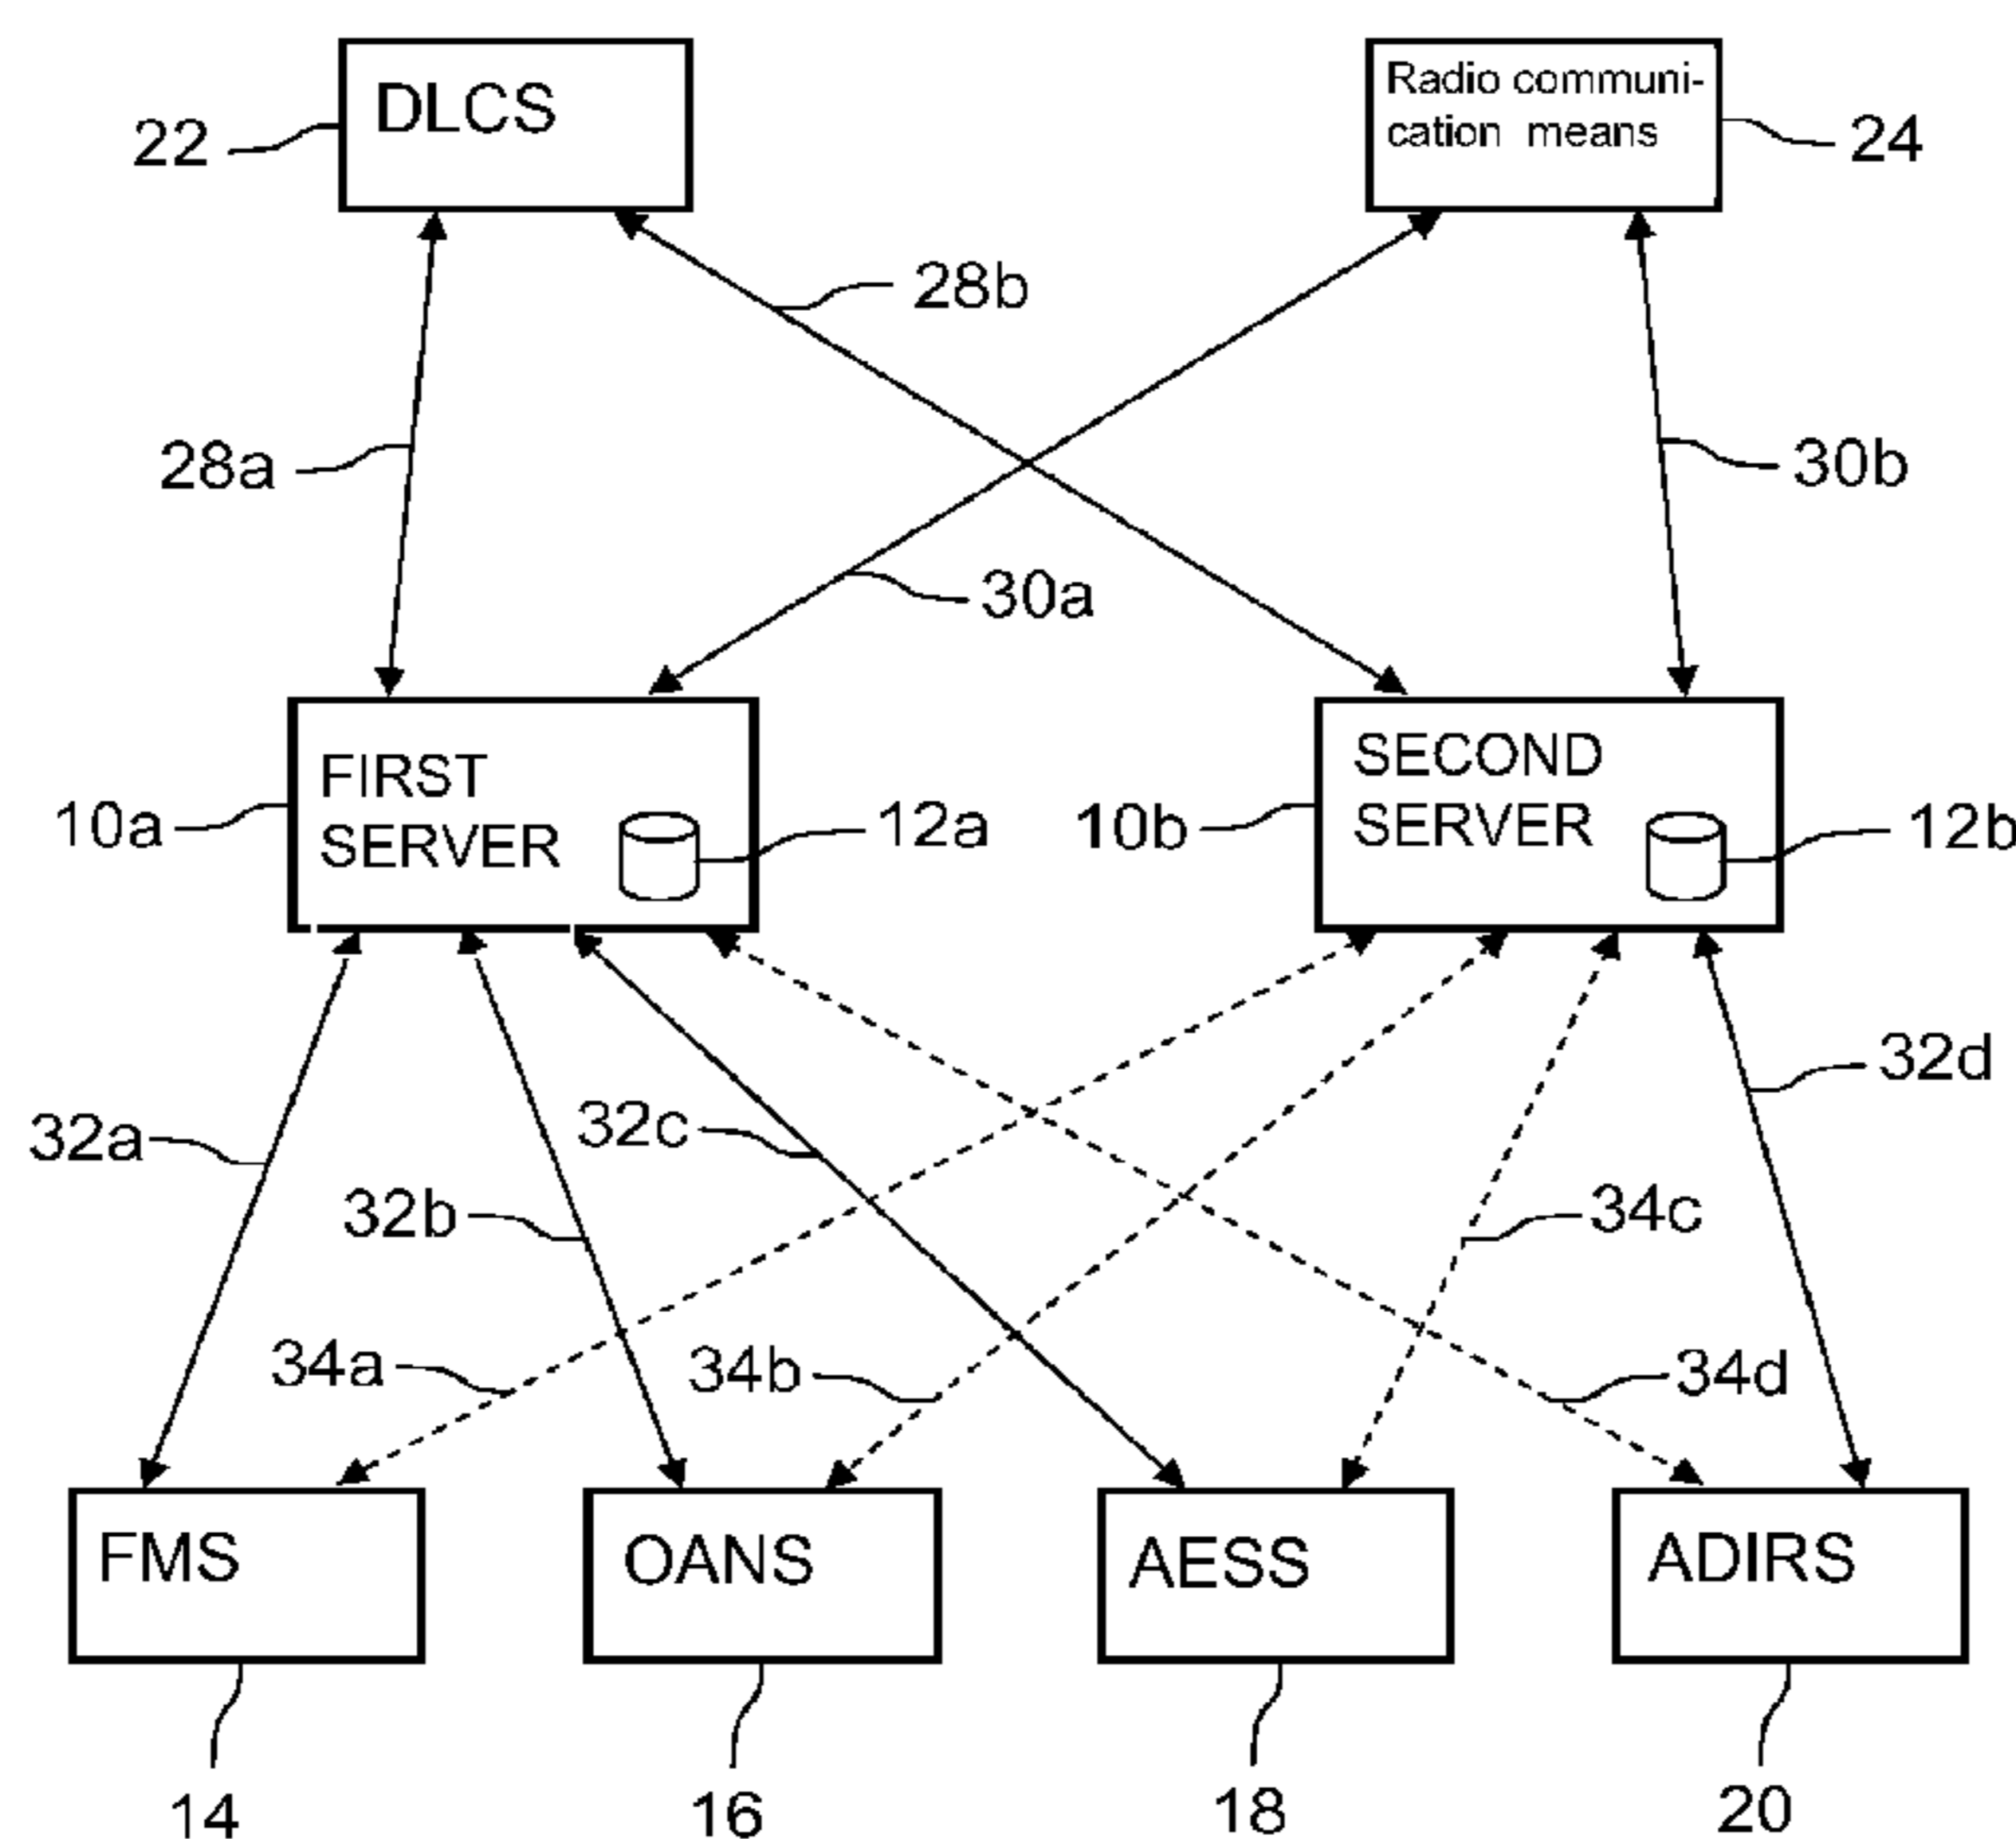 DLCS
Radio communi-
cation means
22
24
28b
28a
30b
30a
FIRST
SERVER
SECOND
SERVER
10a
12a
10b
12b
32d
32a
32c
32b
34c
34a
34b
34d
FMS
OANS
AESS
ADIRS
14
16
18
20